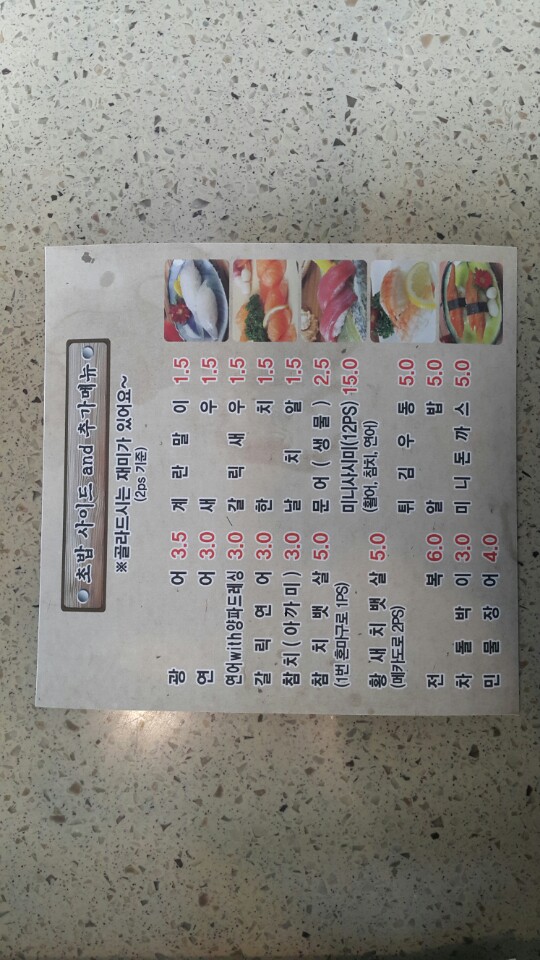 초밥 사이드 and 추가메뉴
※골라드시는 재미가 있어요~
(2ps 기준)
광어 3.5
연어 3.0
연어with양파드레싱 3.0
갈릭연어 3.0
참치(아까미) 3.0
참치뱃살 5.0
(1번 혼마구로 1PS)
황새치뱃살 5.0
(메카도로 2PS)
전복 6.0
차돌박이 3.0
민물장어 4.0
계란말이 1.5
새우 1.5
갈릭새우 1.5
한치 1.5
날치알 1.5
문어(생물) 2.5
미니사시미(12PS) 15.0
(활어, 참치, 연어)
튀김우동 5.0
알밥 5.0
미니돈까스 5.0